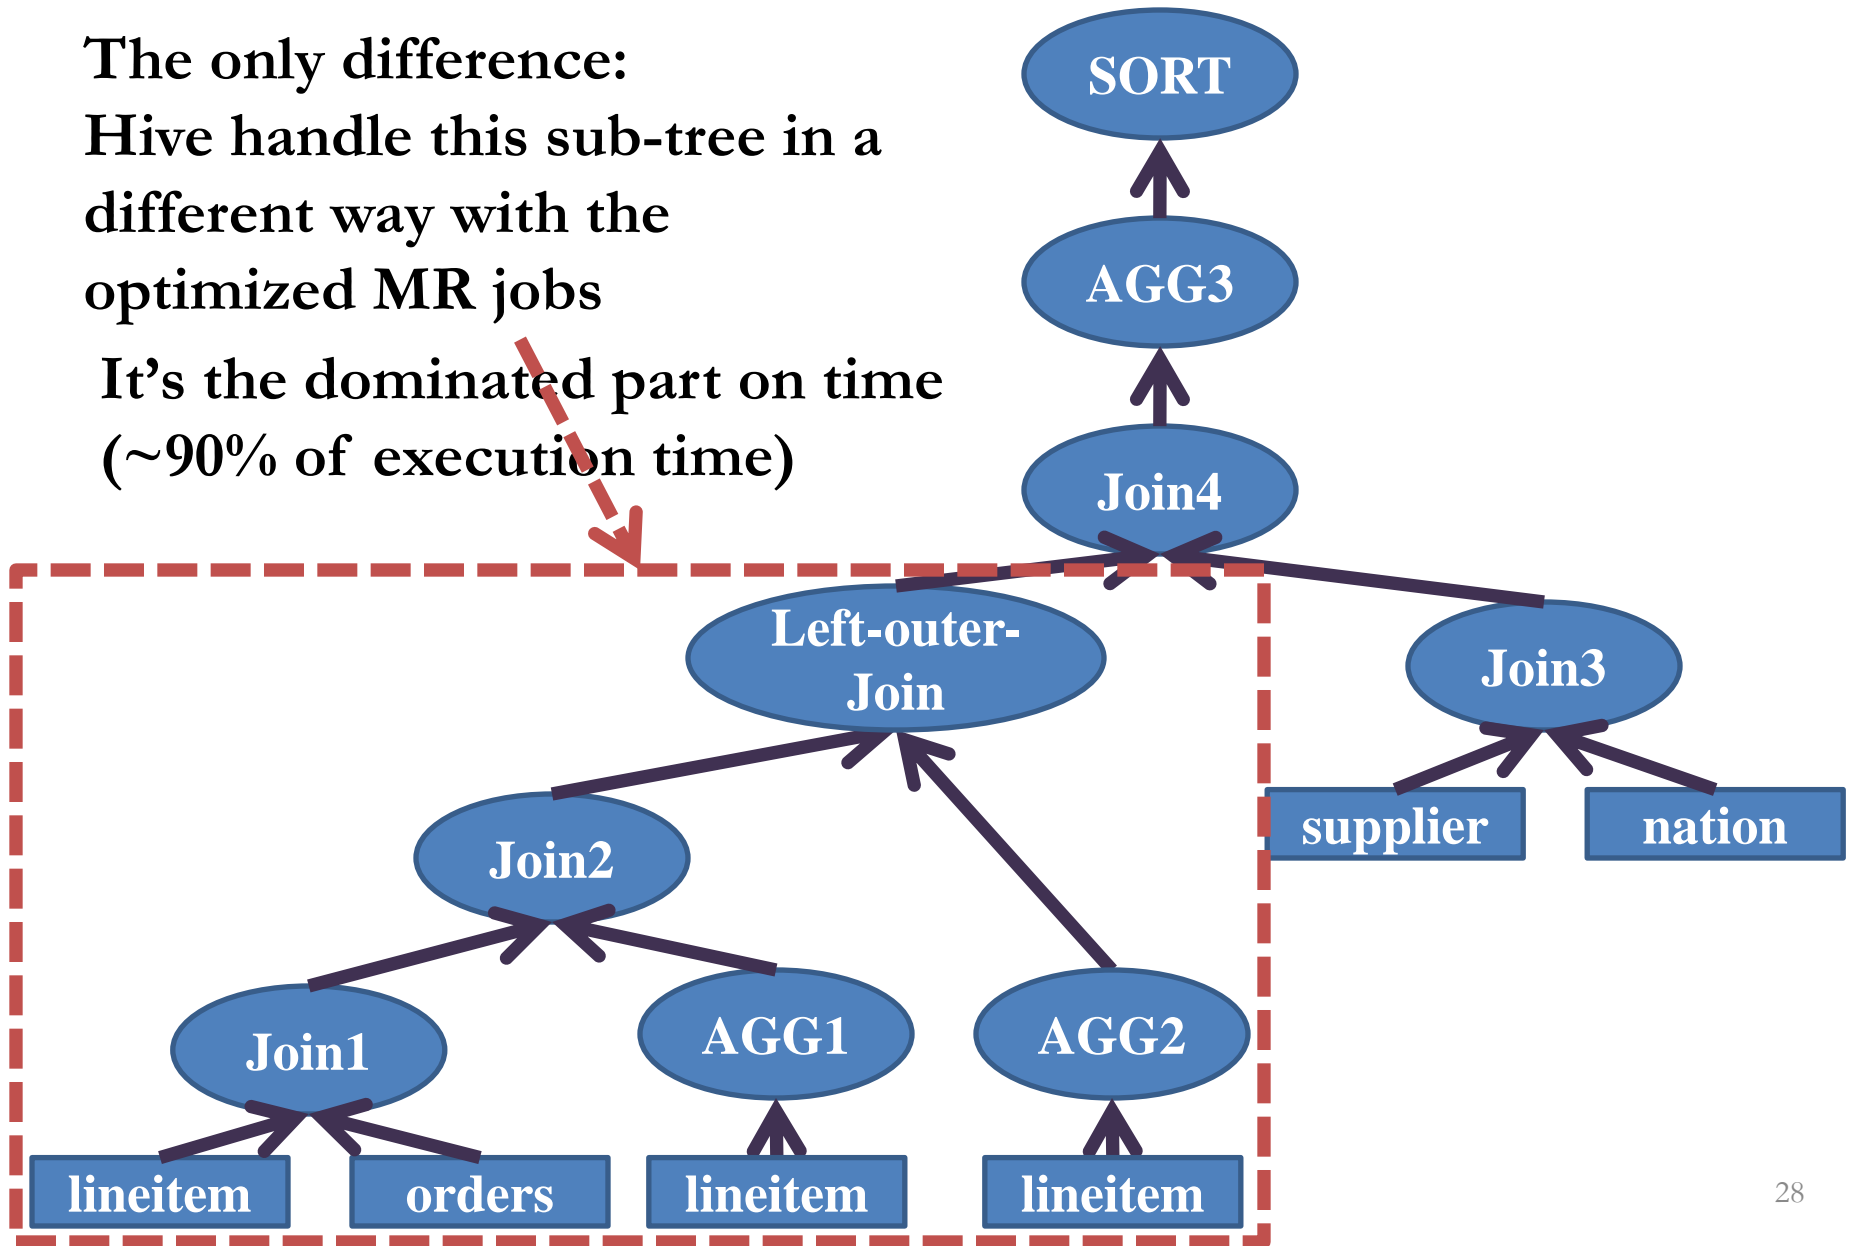 The only difference:
Hive handle this sub-tree in a
different way with the
optimized MR jobs
It’s the dominated part on time
(~90% of execution time)
SORT
AGG3
Join4
Left-outer-
Join
Join3
supplier
nation
Join2
Join1
AGG1
AGG2
lineitem
orders
lineitem
lineitem
28